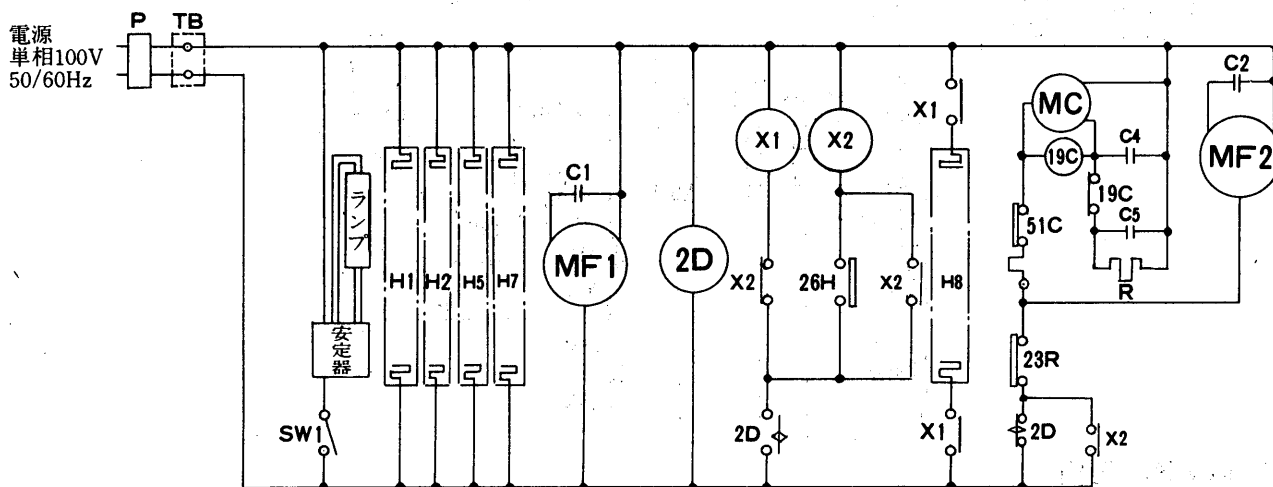 電源
単相100V
50/60Hz
P
TB
ランプ
安定器
SW1
H1
H2
H5
H7
C1
MF1
2D
X1
X2
X2
26H
X2
2D
X1
H8
X1
MC
19C
C4
19C
C5
R
51C
23R
2D
X2
C2
MF2